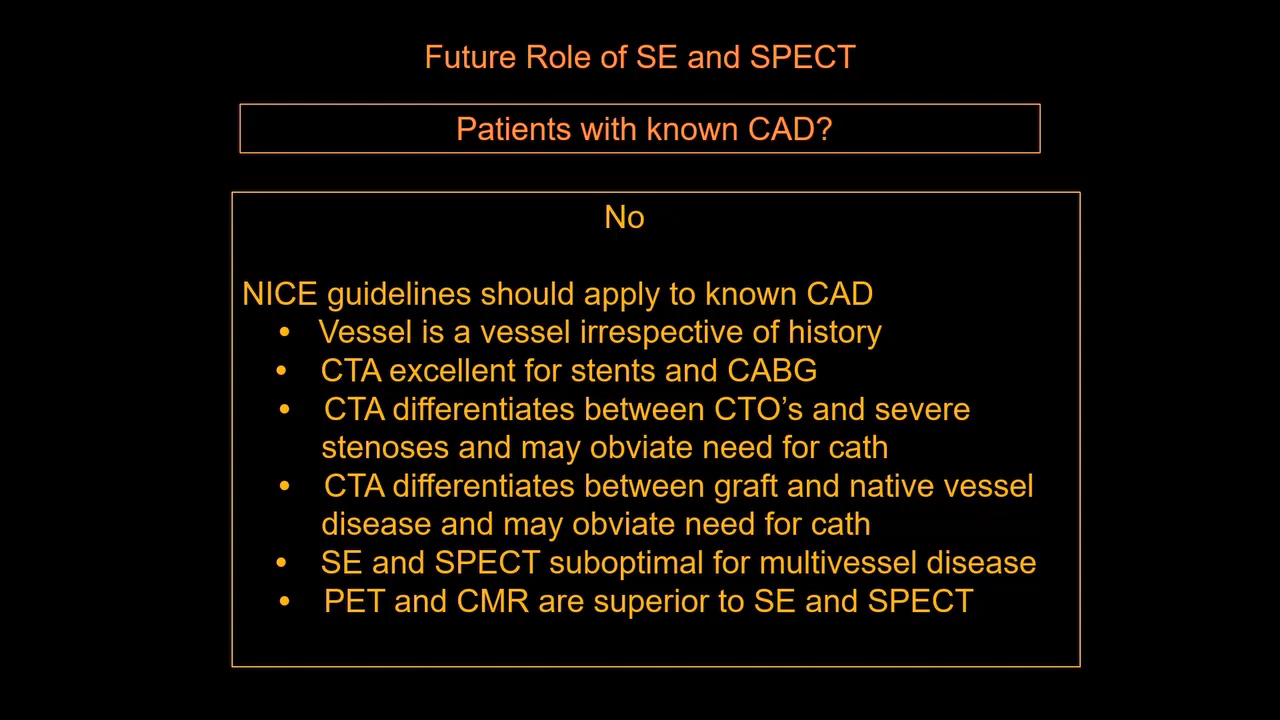 Future Role of SE and SPECT
Patients with known CAD?
No
NICE guidelines should apply to known CAD
• Vessel is a vessel irrespective of history
• CTA excellent for stents and CABG
• CTA differentiates between CTO’s and severe
stenoses and may obviate need for cath
• CTA differentiates between graft and native vessel
disease and may obviate need for cath
• SE and SPECT suboptimal for multivessel disease
• PET and CMR are superior to SE and SPECT